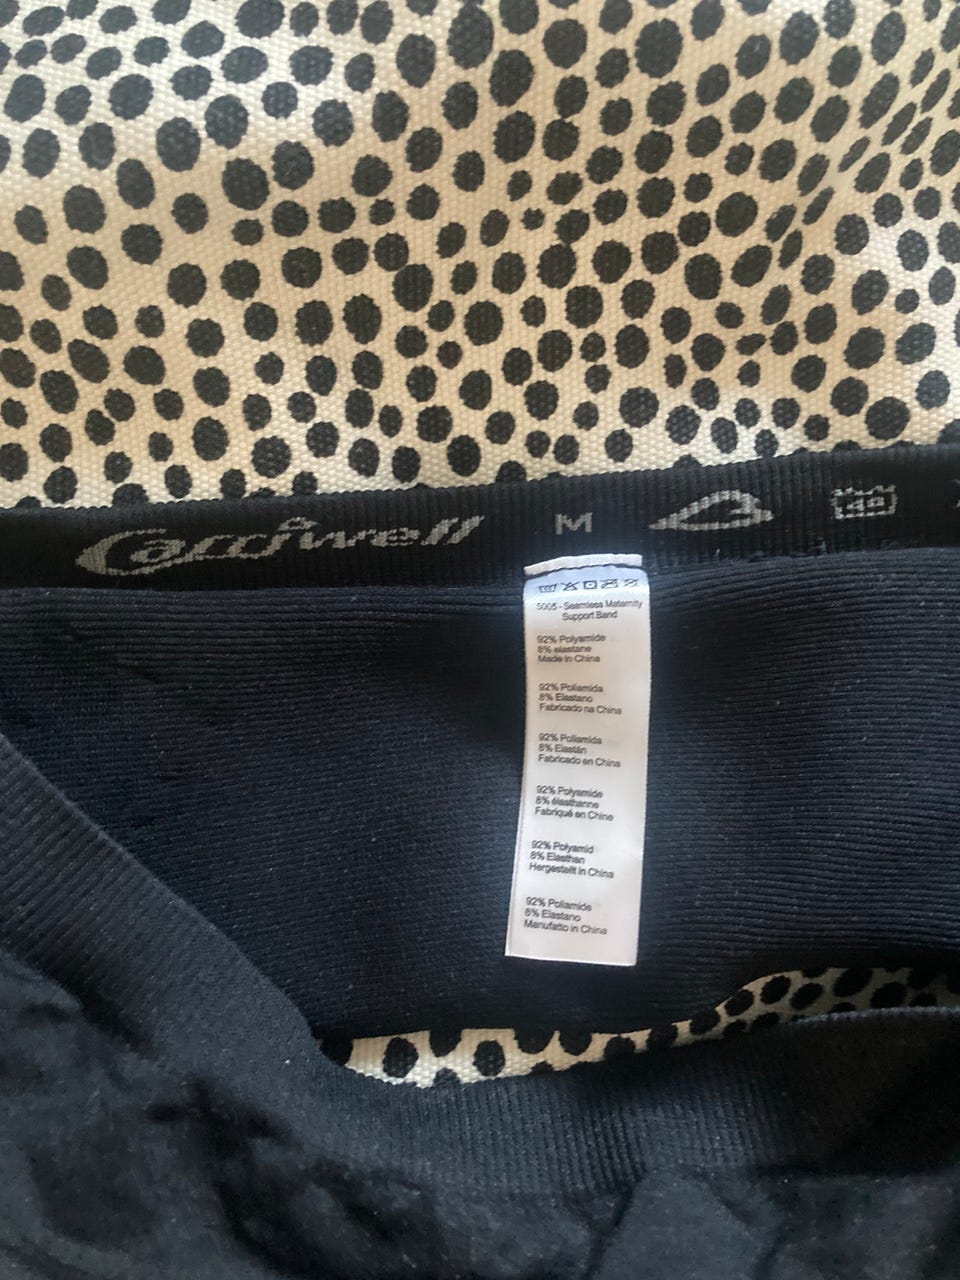 Carriwell M
40
5005 - Seamless Maternity
Support Band
92% Polyamide
8% elastane
Made in China
92% Poliamida
8% Elastano
Fabricado na China
92% Poliamida
8% Elastán
Fabricado en China
92% Polyamide
8% élasthanne
Fabriqué en Chine
92% Polyamid
8% Elasthan
Hergestellt in China
92% Poliamide
8% Elastano
Manufatto in China